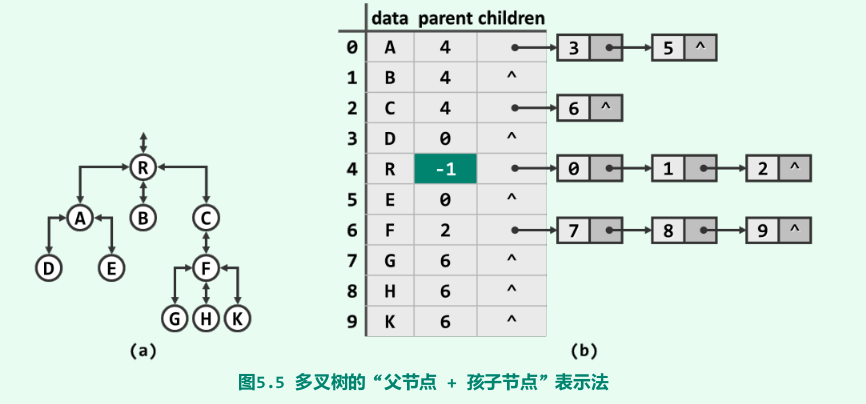 data parent children
0 A 4 3 5 ^
1 B 4 ^
2 C 4 6 ^
3 D 0 ^
4 R -1 0 1 2 ^
5 E 0 ^
6 F 2 7 8 9 ^
7 G 6 ^
8 H 6 ^
9 K 6 ^
R
A B C
D E F
G H K
(a) (b)
图5.5 多叉树的“父节点 + 孩子节点”表示法